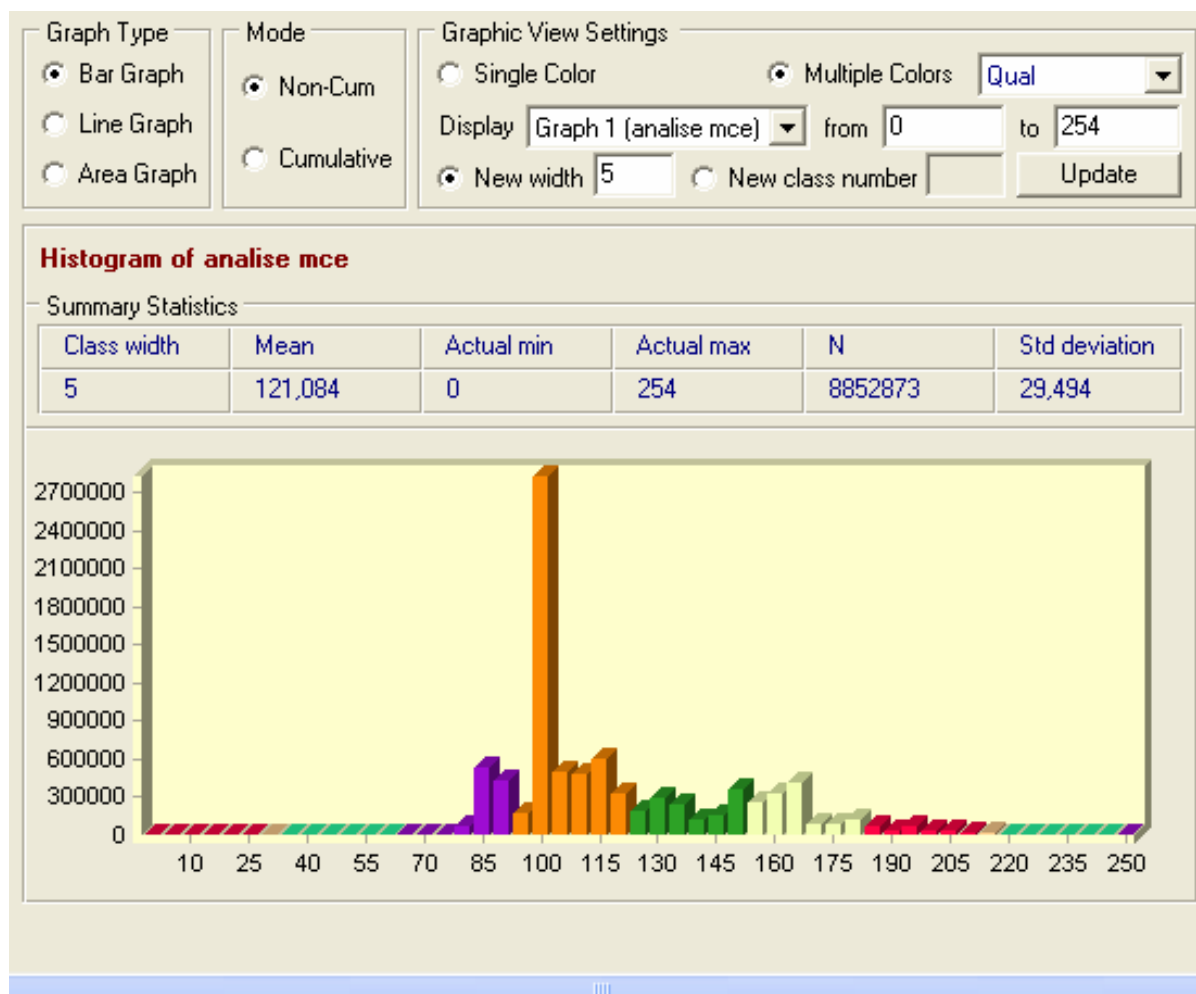 Graph Type
Bar Graph
Line Graph
Area Graph
Mode
Non-Cum
Cumulative
Graphic View Settings
Single Color Multiple Colors Qual
Display Graph 1 (analise mce) from 0 to 254
New width 5 New class number Update
Histogram of analise mce
Summary Statistics
Class width Mean Actual min Actual max N Std deviation
5 121,084 0 254 8852873 29,494
2700000
2400000
2100000
1800000
1500000
1200000
900000
600000
300000
0
10 25 40 55 70 85 100 115 130 145 160 175 190 205 220 235 250